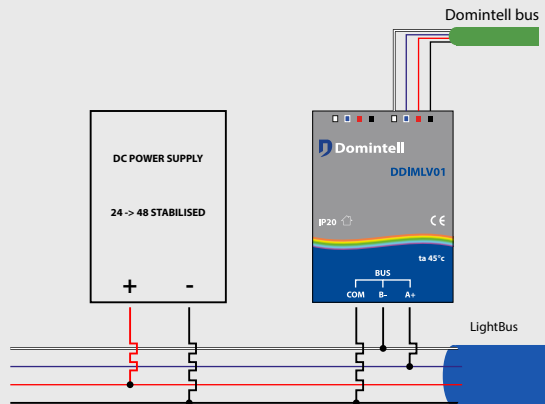 Domintell bus
DC POWER SUPPLY
24 -> 48 STABILISED
+ -
Domintell
DDIMLV01
IP20 CE
ta 45°c
BUS
COM B- A+
LightBus